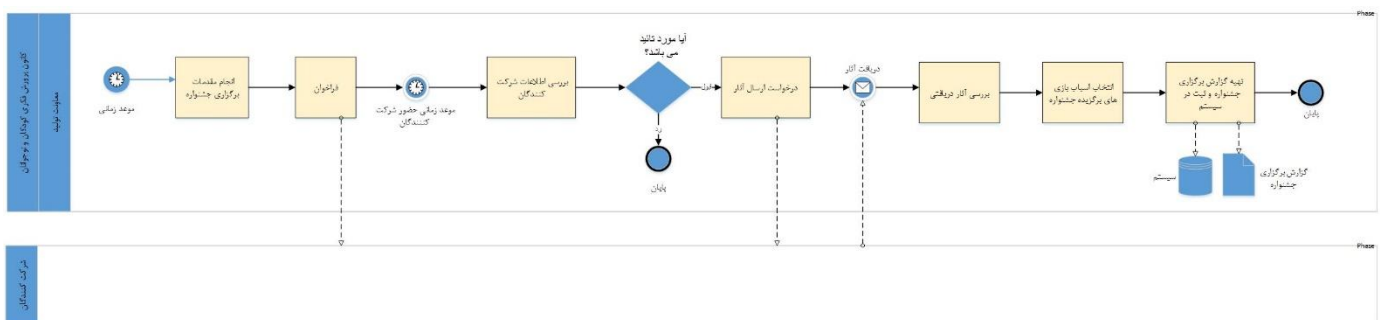 Phase
کانون پرورش فکری کودکان و نوجوانان
معاونت تولید
موعد زمانی
انجام مقدمات
برگزاری جشنواره
فراخوان
موعد زمانی حضور شرکت
کنندگان
بررسی اطلاعات شرکت
کنندگان
آیا مورد تائید
می باشد؟
قبول
رد
پایان
درخواست ارسال آثار
دریافت آثار
بررسی آثار دریافتی
انتخاب اسباب بازی
های برگزیده جشنواره
تهیه گزارش برگزاری
جشنواره و ثبت در
سیستم
پایان
سیستم
گزارش برگزاری
جشنواره
Phase
شرکت کنندگان